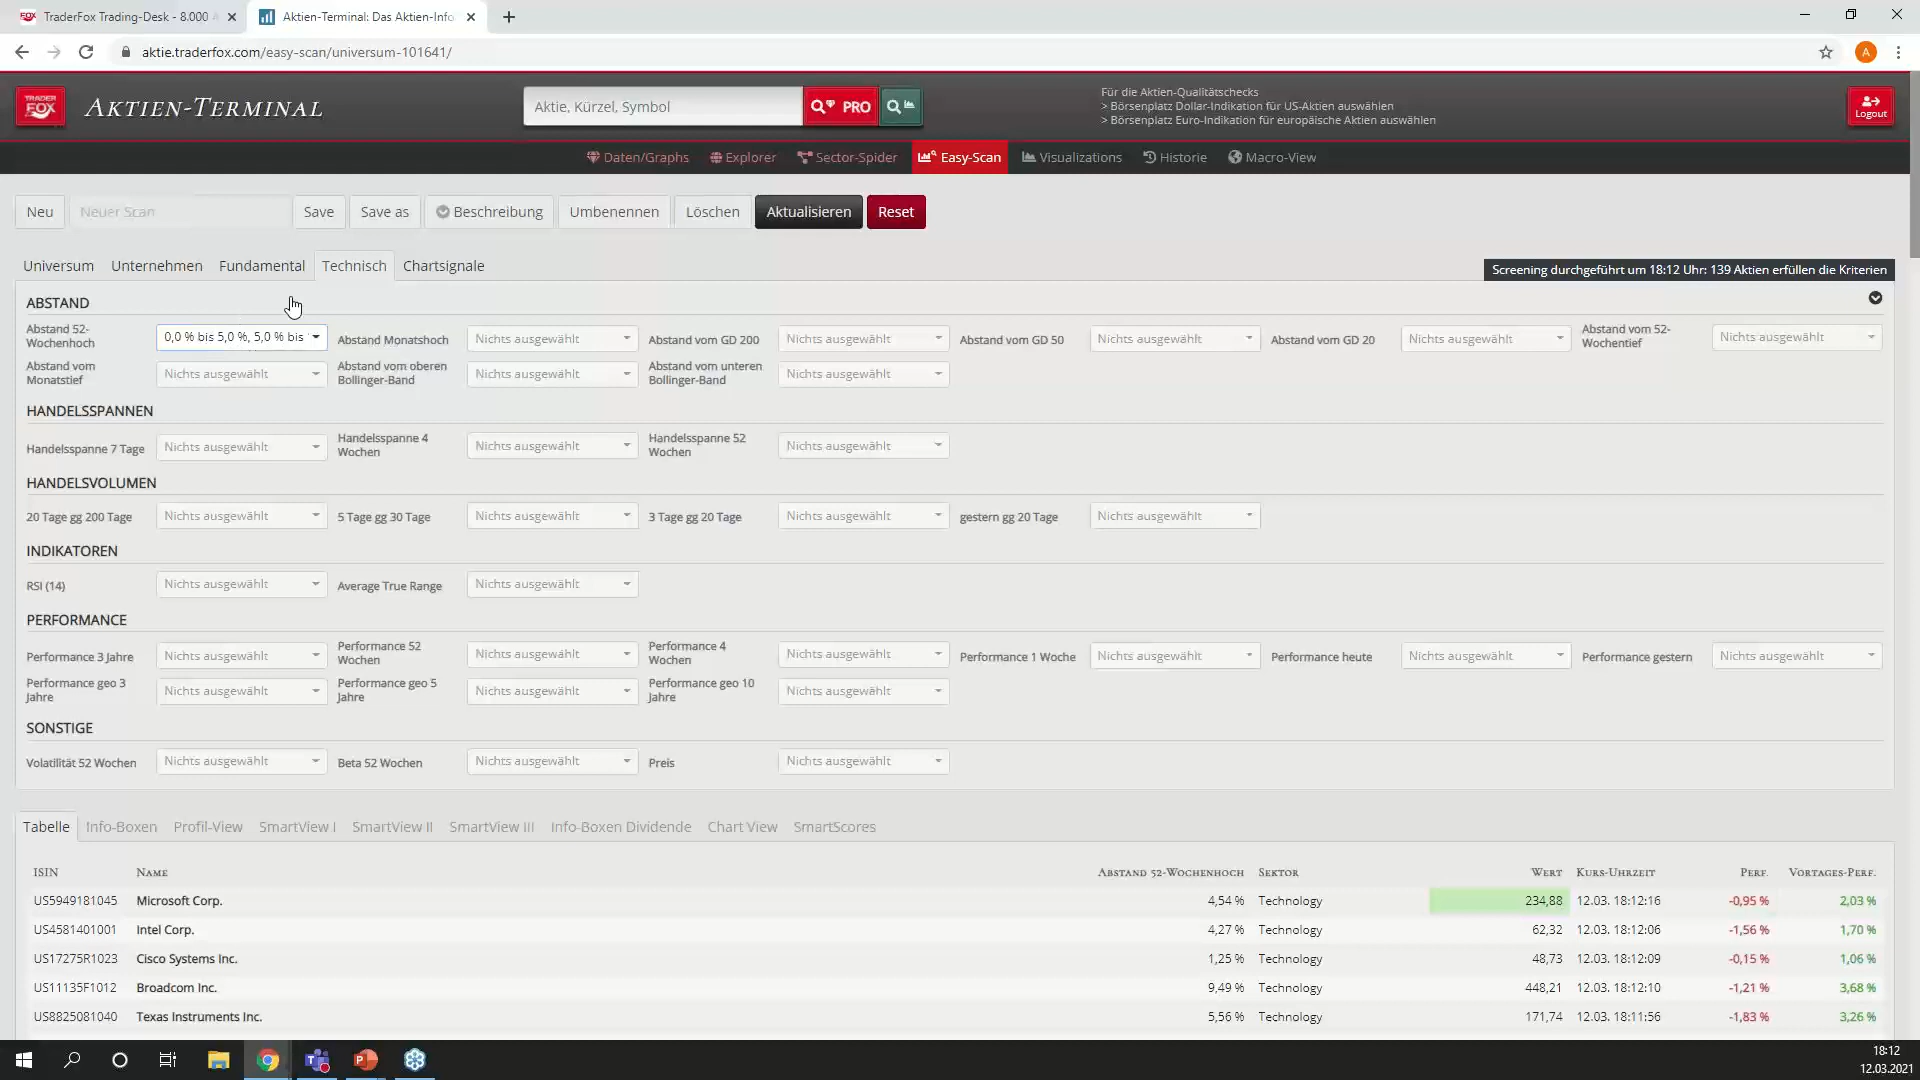 TraderFox Trading-Desk - 8.000
Aktien-Terminal: Das Aktien-Info
aktie.traderfox.com/easy-scan/universum-101641/
A
TRADER FOX
AKTIEN-TERMINAL
Aktie, Kürzel, Symbol
PRO
Für die Aktien-Qualitätschecks
> Börsenplatz Dollar-Indikation für US-Aktien auswählen
> Börsenplatz Euro-Indikation für europäische Aktien auswählen
Logout
Daten/Graphs Explorer Sector-Spider Easy-Scan Visualizations Historie Macro-View
Neu Neuer Scan Save Save as Beschreibung Umbenennen Löschen Aktualisieren Reset
Universum Unternehmen Fundamental Technisch Chartsignale
Screening durchgeführt um 18:12 Uhr: 139 Aktien erfüllen die Kriterien
ABSTAND
Abstand 52-Wochenhoch 0,0 % bis 5,0 %, 5,0 % bis Abstand Monatshoch Nichts ausgewählt Abstand vom GD 200 Nichts ausgewählt Abstand vom GD 50 Nichts ausgewählt Abstand vom GD 20 Nichts ausgewählt Abstand vom 52-Wochentief Nichts ausgewählt
Abstand vom Monatstief Nichts ausgewählt Abstand vom oberen Bollinger-Band Nichts ausgewählt Abstand vom unteren Bollinger-Band Nichts ausgewählt
HANDELSSPANNEN
Handelsspanne 7 Tage Nichts ausgewählt Handelsspanne 4 Wochen Nichts ausgewählt Handelsspanne 52 Wochen Nichts ausgewählt
HANDELSVOLUMEN
20 Tage gg 200 Tage Nichts ausgewählt 5 Tage gg 30 Tage Nichts ausgewählt 3 Tage gg 20 Tage Nichts ausgewählt gestern gg 20 Tage Nichts ausgewählt
INDIKATOREN
RSI (14) Nichts ausgewählt Average True Range Nichts ausgewählt
PERFORMANCE
Performance 3 Jahre Nichts ausgewählt Performance 52 Wochen Nichts ausgewählt Performance 4 Wochen Nichts ausgewählt Performance 1 Woche Nichts ausgewählt Performance heute Nichts ausgewählt Performance gestern Nichts ausgewählt
Performance geo 3 Jahre Nichts ausgewählt Performance geo 5 Jahre Nichts ausgewählt Performance geo 10 Jahre Nichts ausgewählt
SONSTIGE
Volatilität 52 Wochen Nichts ausgewählt Beta 52 Wochen Nichts ausgewählt Preis Nichts ausgewählt
Tabelle Info-Boxen Profil-View SmartView I SmartView II SmartView III Info-Boxen Dividende Chart View SmartScores
ISIN NAME ABSTAND 52-WOCHENHOCH SEKTOR WERT KURS-UHRZEIT PERF. VORTAGES-PERF.
US5949181045 Microsoft Corp. 4,54 % Technology 234,88 12.03. 18:12:16 -0,95 % 2,03 %
US4581401001 Intel Corp. 4,27 % Technology 62,32 12.03. 18:12:06 -1,56 % 1,70 %
US17275R1023 Cisco Systems Inc. 1,25 % Technology 48,73 12.03. 18:12:09 -0,15 % 1,06 %
US11135F1012 Broadcom Inc. 9,49 % Technology 448,21 12.03. 18:12:10 -1,21 % 3,68 %
US8825081040 Texas Instruments Inc. 5,56 % Technology 171,74 12.03. 18:11:56 -1,83 % 3,26 %
18:12
12.03.2021